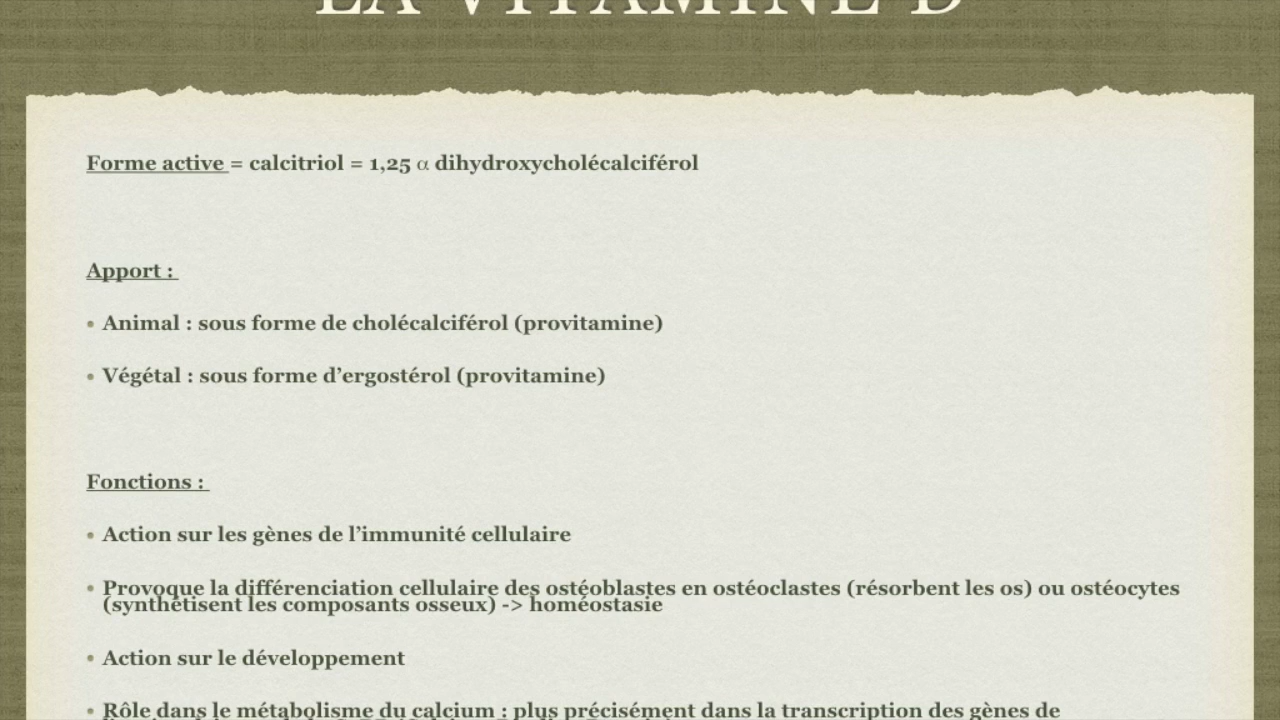 LA VITAMINE D
Forme active = calcitriol = 1,25 α dihydroxycholécalciférol
Apport :
• Animal : sous forme de cholécalciférol (provitamine)
• Végétal : sous forme d’ergostérol (provitamine)
Fonctions :
• Action sur les gènes de l’immunité cellulaire
• Provoque la différenciation cellulaire des ostéoblastes en ostéoclastes (résorbent les os) ou ostéocytes
(synthétisent les composants osseux) -> homéostasie
• Action sur le développement
• Rôle dans le métabolisme du calcium : plus précisément dans la transcription des gènes de